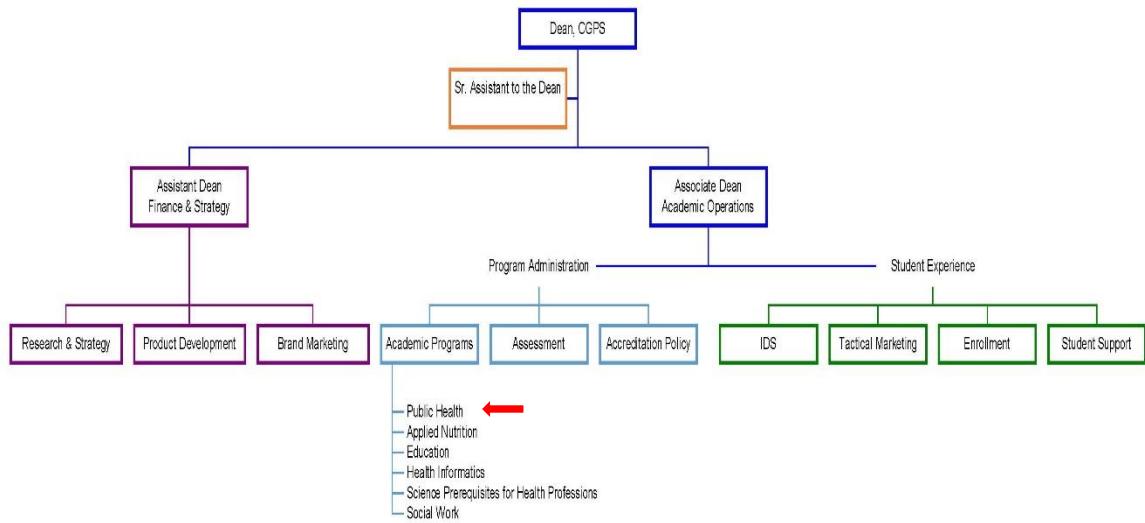 Dean, CGPS
Sr. Assistant to the Dean
Assistant Dean
Finance & Strategy
Associate Dean
Academic Operations
Program Administration
Student Experience
Research & Strategy
Product Development
Brand Marketing
Academic Programs
Assessment
Accreditation Policy
IDS
Tactical Marketing
Enrollment
Student Support
Public Health
Applied Nutrition
Education
Health Informatics
Science Prerequisites for Health Professions
Social Work